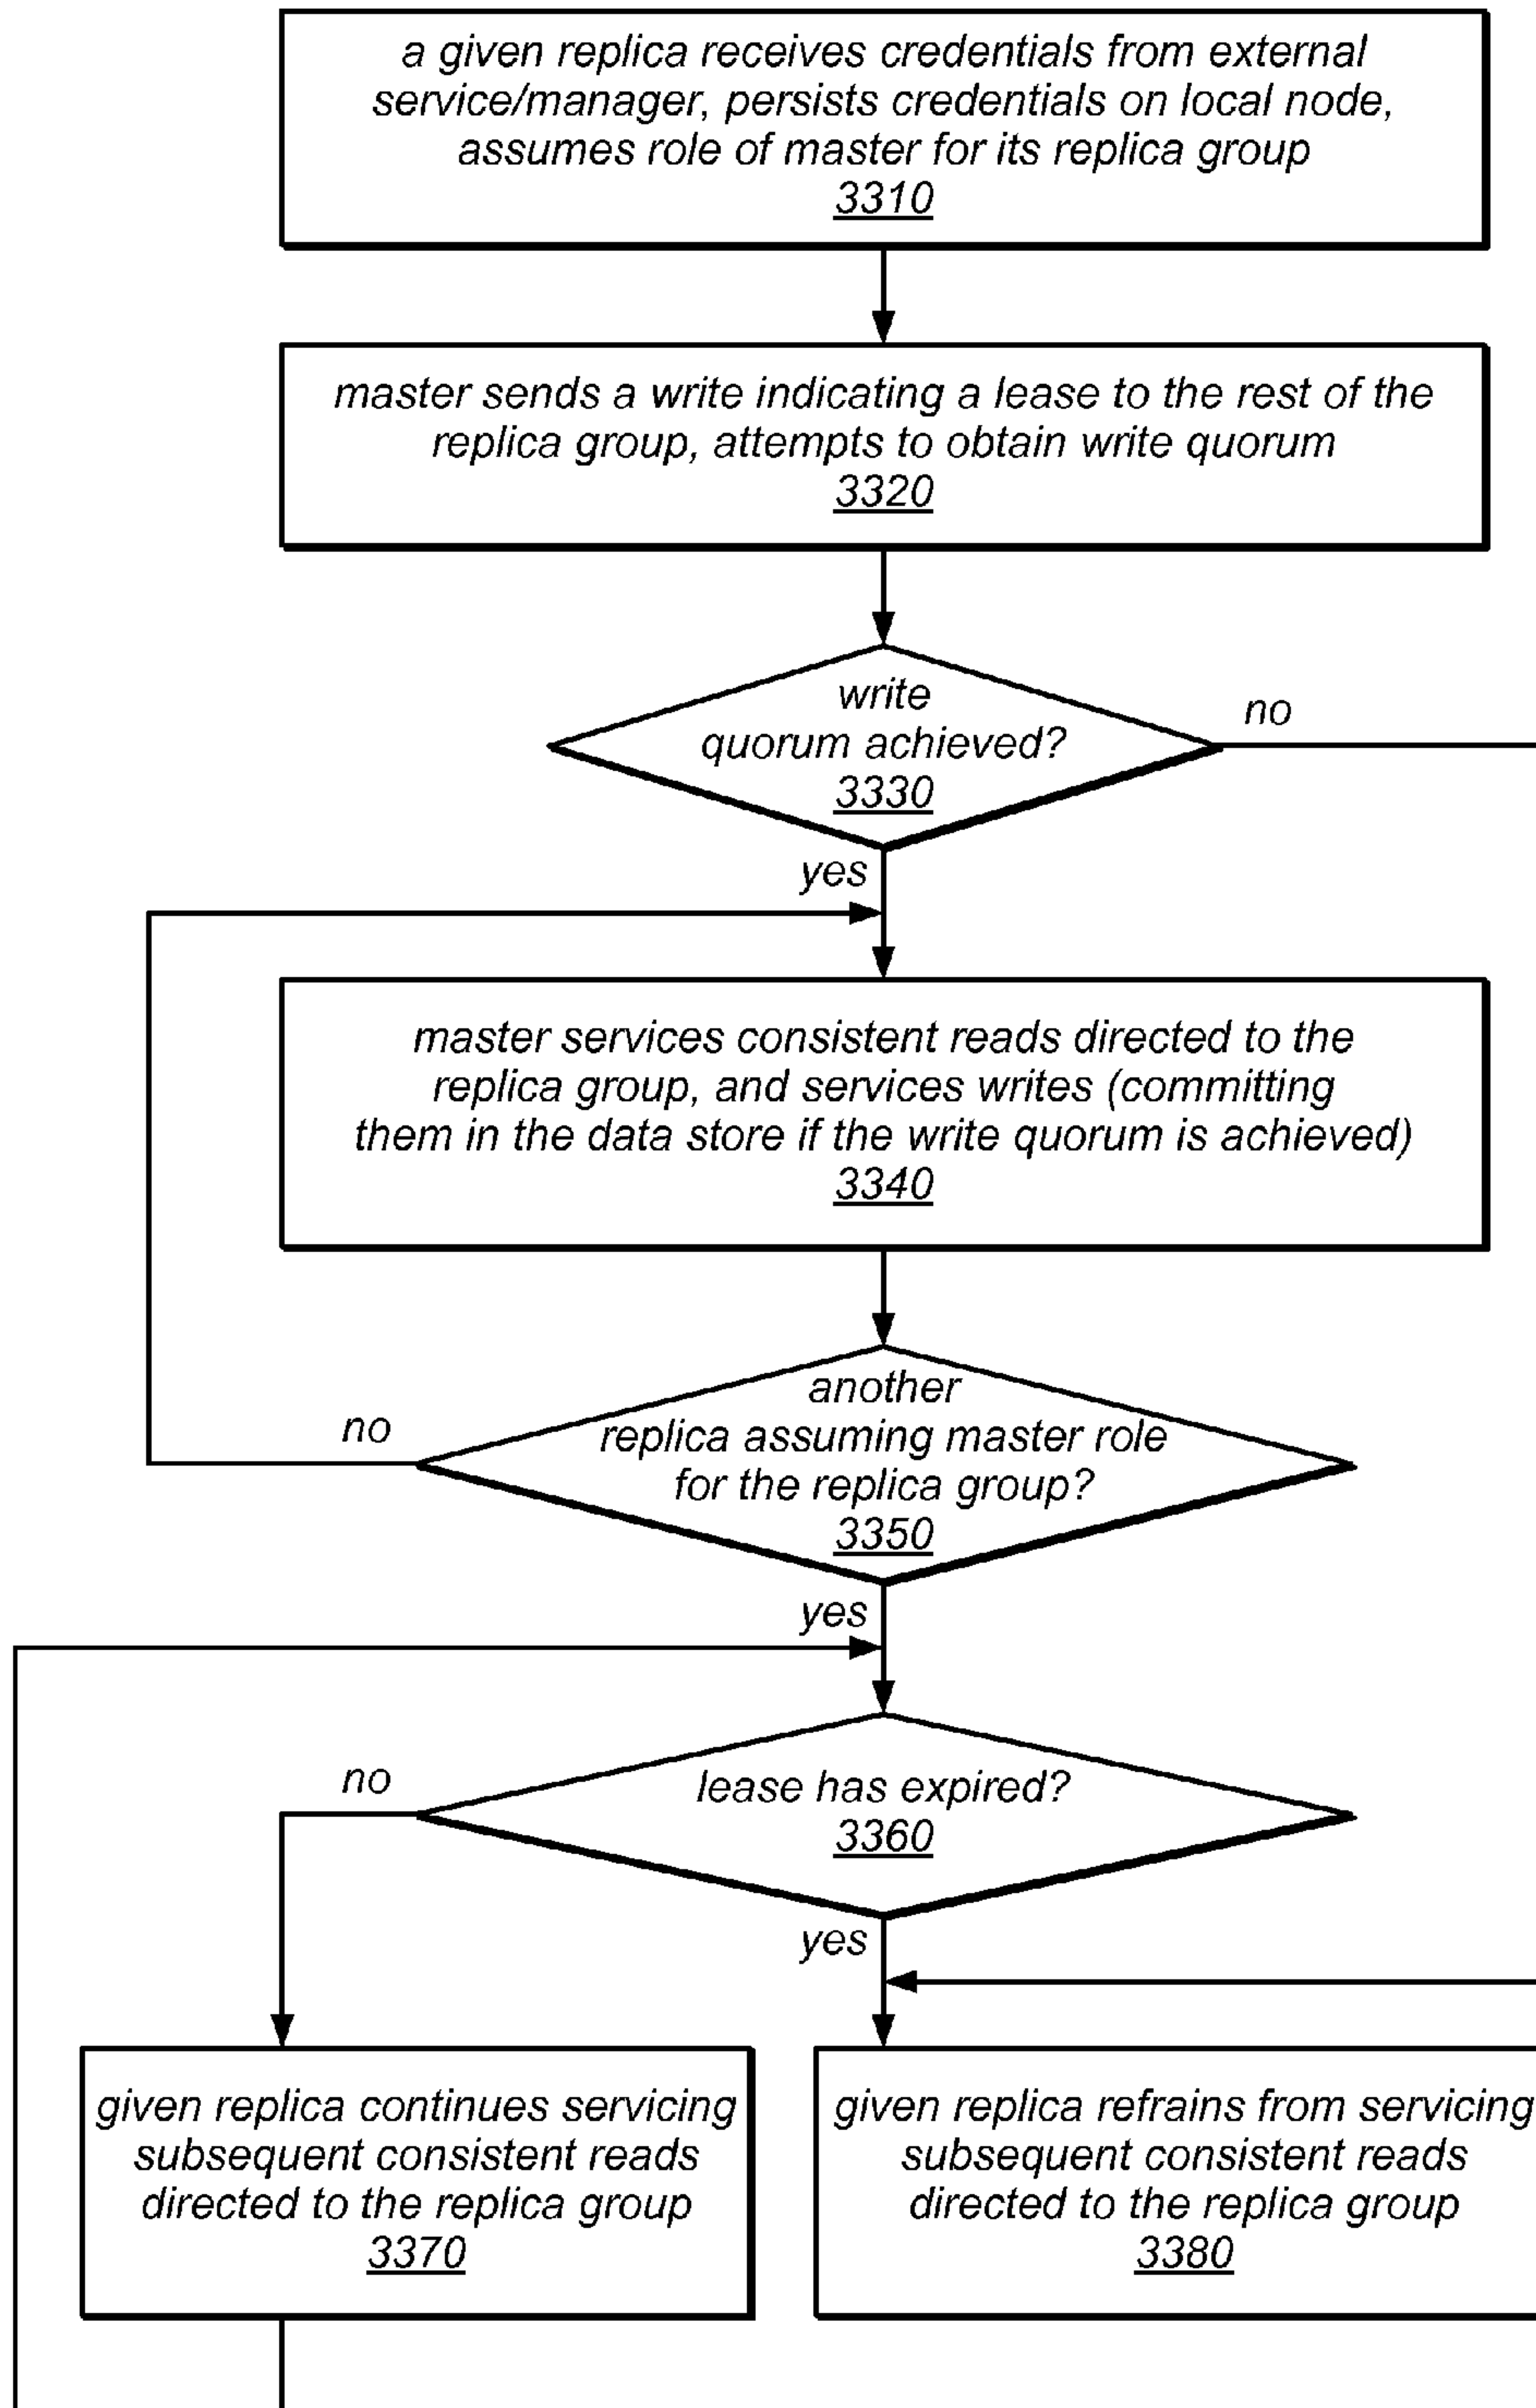 a given replica receives credentials from external
service/manager, persists credentials on local node,
assumes role of master for its replica group
3310
master sends a write indicating a lease to the rest of the
replica group, attempts to obtain write quorum
3320
write
quorum achieved?
3330
no
yes
master services consistent reads directed to the
replica group, and services writes (committing
them in the data store if the write quorum is achieved)
3340
another
replica assuming master role
for the replica group?
3350
no
yes
lease has expired?
3360
no
yes
given replica continues servicing
subsequent consistent reads
directed to the replica group
3370
given replica refrains from servicing
subsequent consistent reads
directed to the replica group
3380